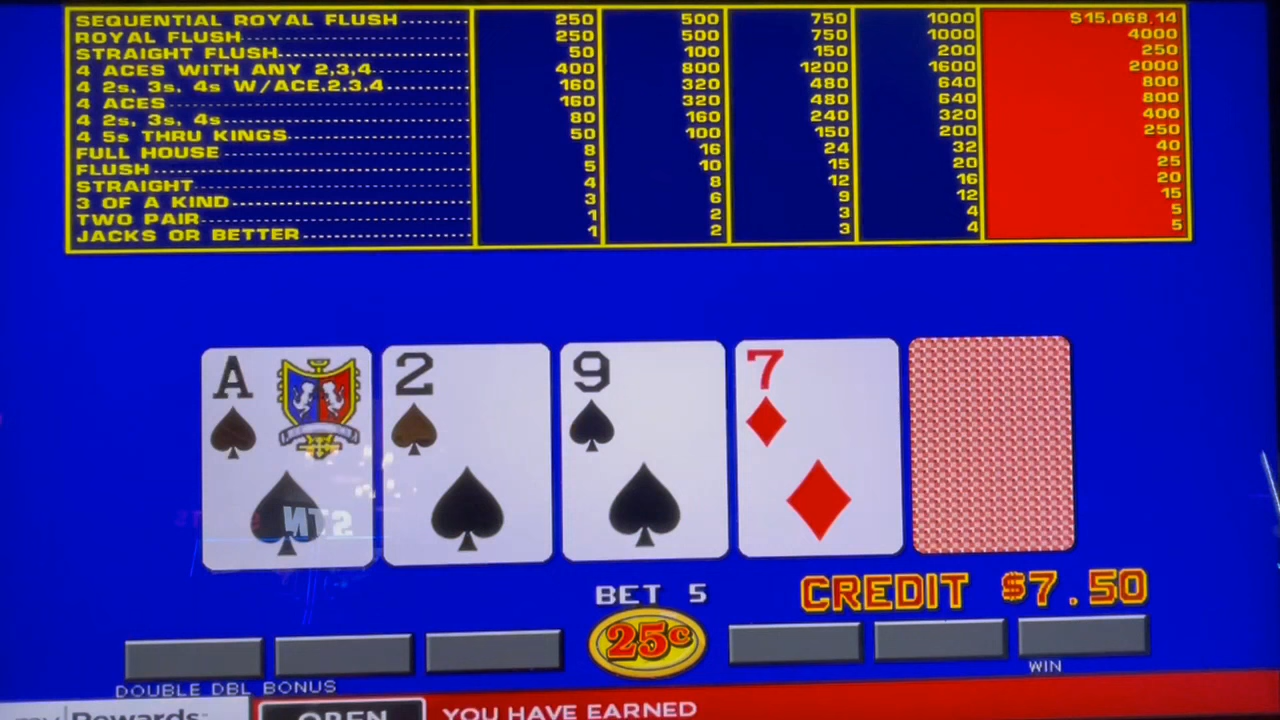 SEQUENTIAL ROYAL FLUSH 250 500 750 1000 $15,068.14
ROYAL FLUSH 250 500 750 1000 4000
STRAIGHT FLUSH 50 100 150 200 250
4 ACES WITH ANY 2,3,4 400 800 1200 1600 2000
4 2s, 3s, 4s W/ACE,2,3,4 160 320 480 640 800
4 ACES 160 320 480 640 800
4 2s, 3s, 4s 80 160 240 320 400
4 5s THRU KINGS 50 100 150 200 250
FULL HOUSE 8 16 24 32 40
FLUSH 5 10 15 20 25
STRAIGHT 4 8 12 16 20
3 OF A KIND 3 6 9 12 15
TWO PAIR 1 2 3 4 5
JACKS OR BETTER 1 2 3 4 5
A 2 9 7
BET 5 CREDIT $7.50
25¢
WIN
DOUBLE DBL BONUS
my|Rewards OPEN YOU HAVE EARNED